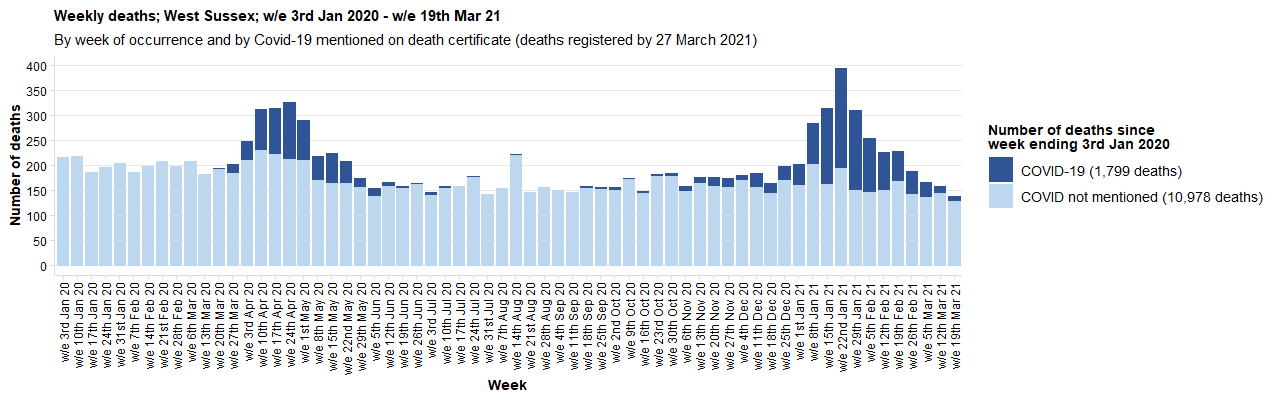 Weekly deaths; West Sussex; w/e 3rd Jan 2020 - w/e 19th Mar 21
By week of occurrence and by Covid-19 mentioned on death certificate (deaths registered by 27 March 2021)
Number of deaths
400
350
300
250
200
150
100
50
0
w/e 3rd Jan 20
w/e 10th Jan 20
w/e 17th Jan 20
w/e 24th Jan 20
w/e 31st Jan 20
w/e 7th Feb 20
w/e 14th Feb 20
w/e 21st Feb 20
w/e 28th Feb 20
w/e 6th Mar 20
w/e 13th Mar 20
w/e 20th Mar 20
w/e 27th Mar 20
w/e 3rd Apr 20
w/e 10th Apr 20
w/e 17th Apr 20
w/e 24th Apr 20
w/e 1st May 20
w/e 8th May 20
w/e 15th May 20
w/e 22nd May 20
w/e 29th May 20
w/e 5th Jun 20
w/e 12th Jun 20
w/e 19th Jun 20
w/e 26th Jun 20
w/e 3rd Jul 20
w/e 10th Jul 20
w/e 17th Jul 20
w/e 24th Jul 20
w/e 31st Jul 20
w/e 7th Aug 20
w/e 14th Aug 20
w/e 21st Aug 20
w/e 28th Aug 20
w/e 4th Sep 20
w/e 11th Sep 20
w/e 18th Sep 20
w/e 25th Sep 20
w/e 2nd Oct 20
w/e 9th Oct 20
w/e 16th Oct 20
w/e 23rd Oct 20
w/e 30th Oct 20
w/e 6th Nov 20
w/e 13th Nov 20
w/e 20th Nov 20
w/e 27th Nov 20
w/e 4th Dec 20
w/e 11th Dec 20
w/e 18th Dec 20
w/e 25th Dec 20
w/e 1st Jan 21
w/e 8th Jan 21
w/e 15th Jan 21
w/e 22nd Jan 21
w/e 29th Jan 21
w/e 5th Feb 21
w/e 12th Feb 21
w/e 19th Feb 21
w/e 26th Feb 21
w/e 5th Mar 21
w/e 12th Mar 21
w/e 19th Mar 21
Week
Number of deaths since
week ending 3rd Jan 2020
COVID-19 (1,799 deaths)
COVID not mentioned (10,978 deaths)